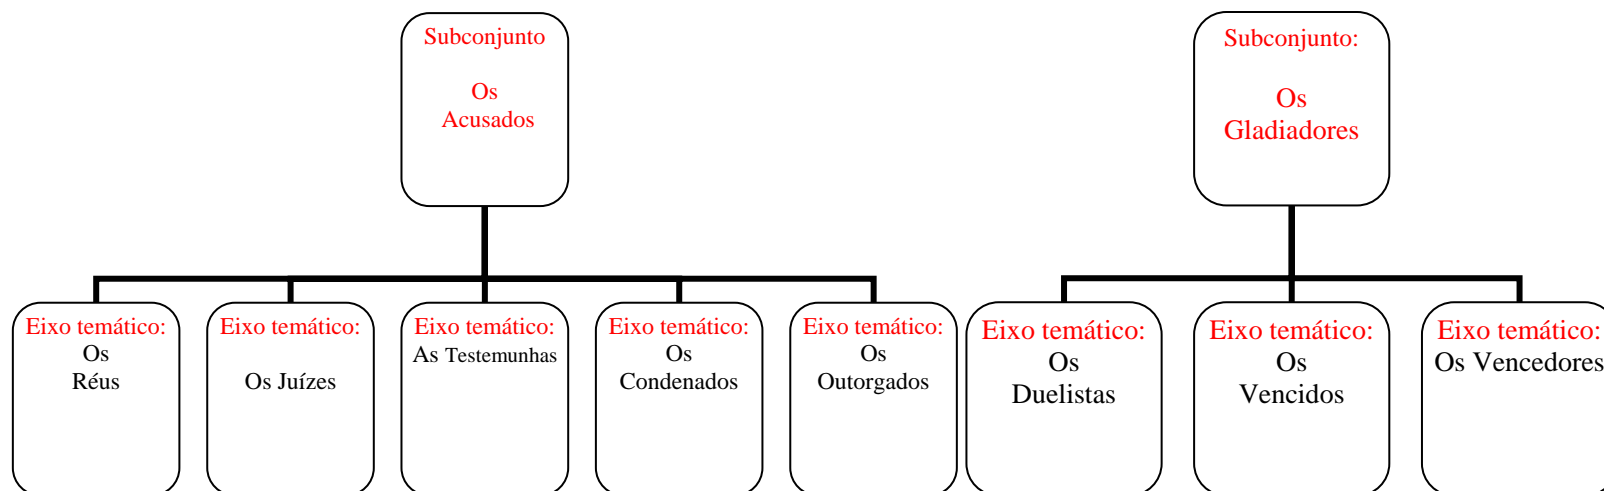 Subconjunto
Os
Acusados
Subconjunto:
Os
Gladiadores
Eixo temático:
Os
Réus
Eixo temático:
Os Juízes
Eixo temático:
As Testemunhas
Eixo temático:
Os
Condenados
Eixo temático:
Os
Outorgados
Eixo temático:
Os
Duelistas
Eixo temático:
Os
Vencidos
Eixo temático:
Os Vencedores